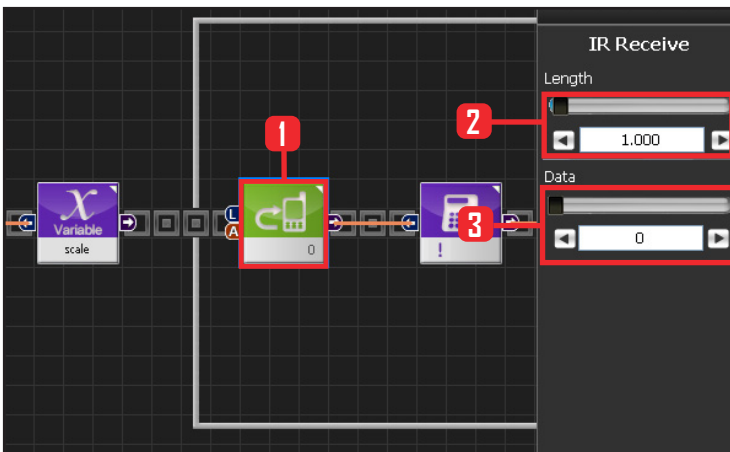 IR Receive
Length
1.000
Data
0
1
2
3
x
Variable
scale
L
A
0
!